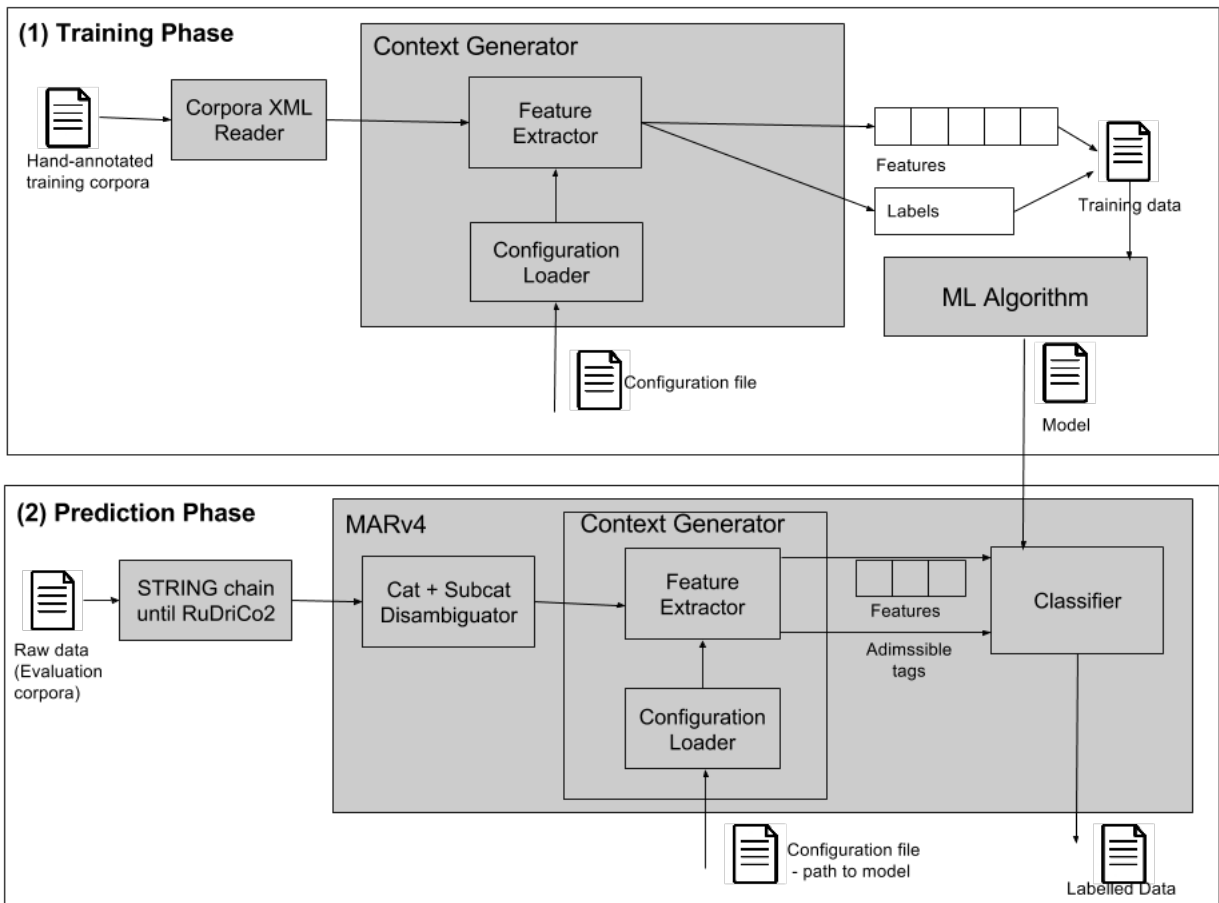 (1) Training Phase
Context Generator
Corpora XML
Reader
Feature
Extractor
Hand-annotated
training corpora
Features
Labels
Training data
Configuration
Loader
ML Algorithm
Configuration file
Model
(2) Prediction Phase
MARv4
Context Generator
STRING chain
until RuDriCo2
Cat + Subcat
Disambiguator
Feature
Extractor
Features
Classifier
Raw data
(Evaluation
corpora)
Adimssible
tags
Configuration
Loader
Configuration file
- path to model
Labelled Data